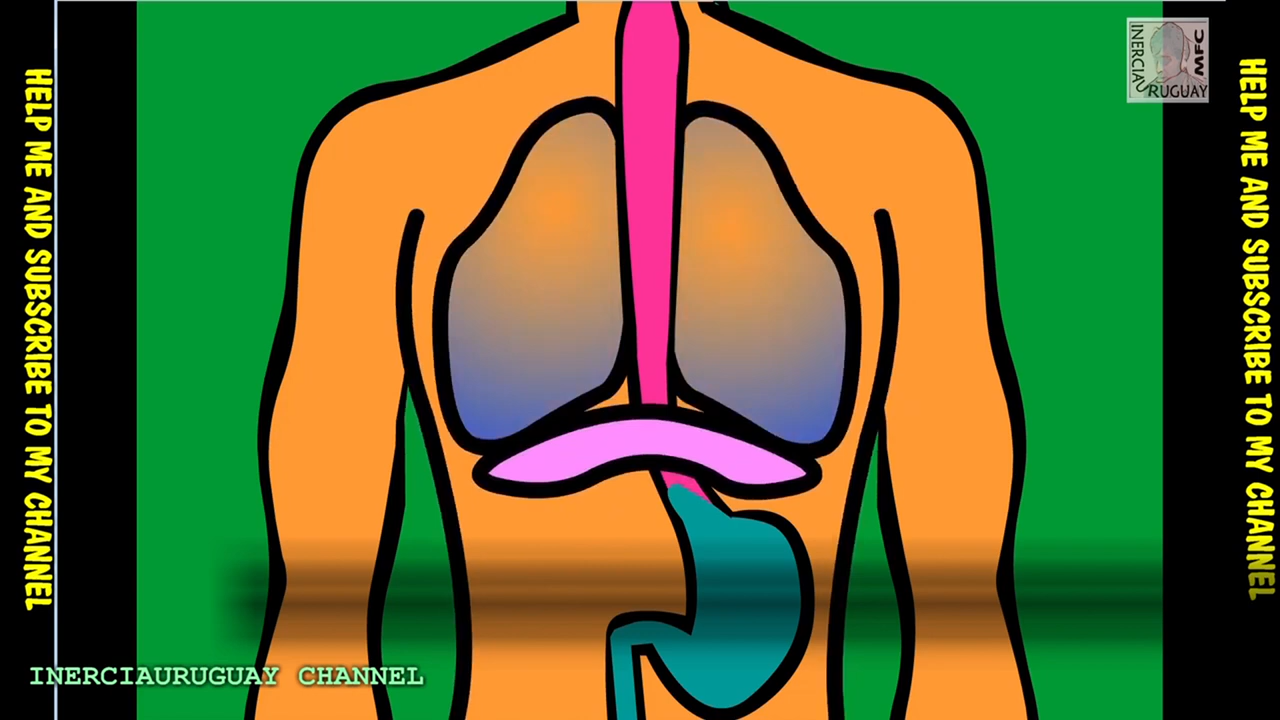 HELP ME AND SUBSCRIBE TO MY CHANNEL
INERCIA
URUGUAY
MFC
HELP ME AND SUBSCRIBE TO MY CHANNEL
INERCIAURUGUAY CHANNEL